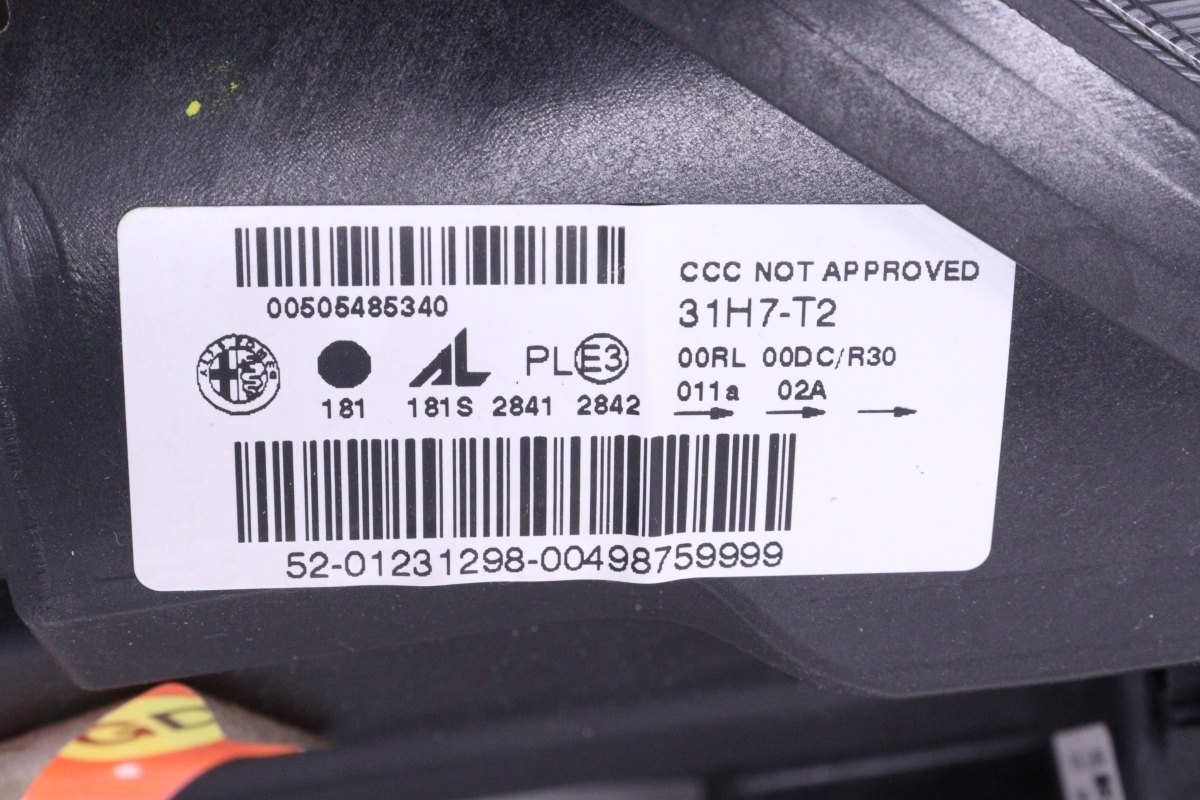 00505485340
CCC NOT APPROVED
31H7-T2
AL PL E3
00RL 00DC/R30
181 181S 2841 2842
011a 02A
52-01231298-00498759999